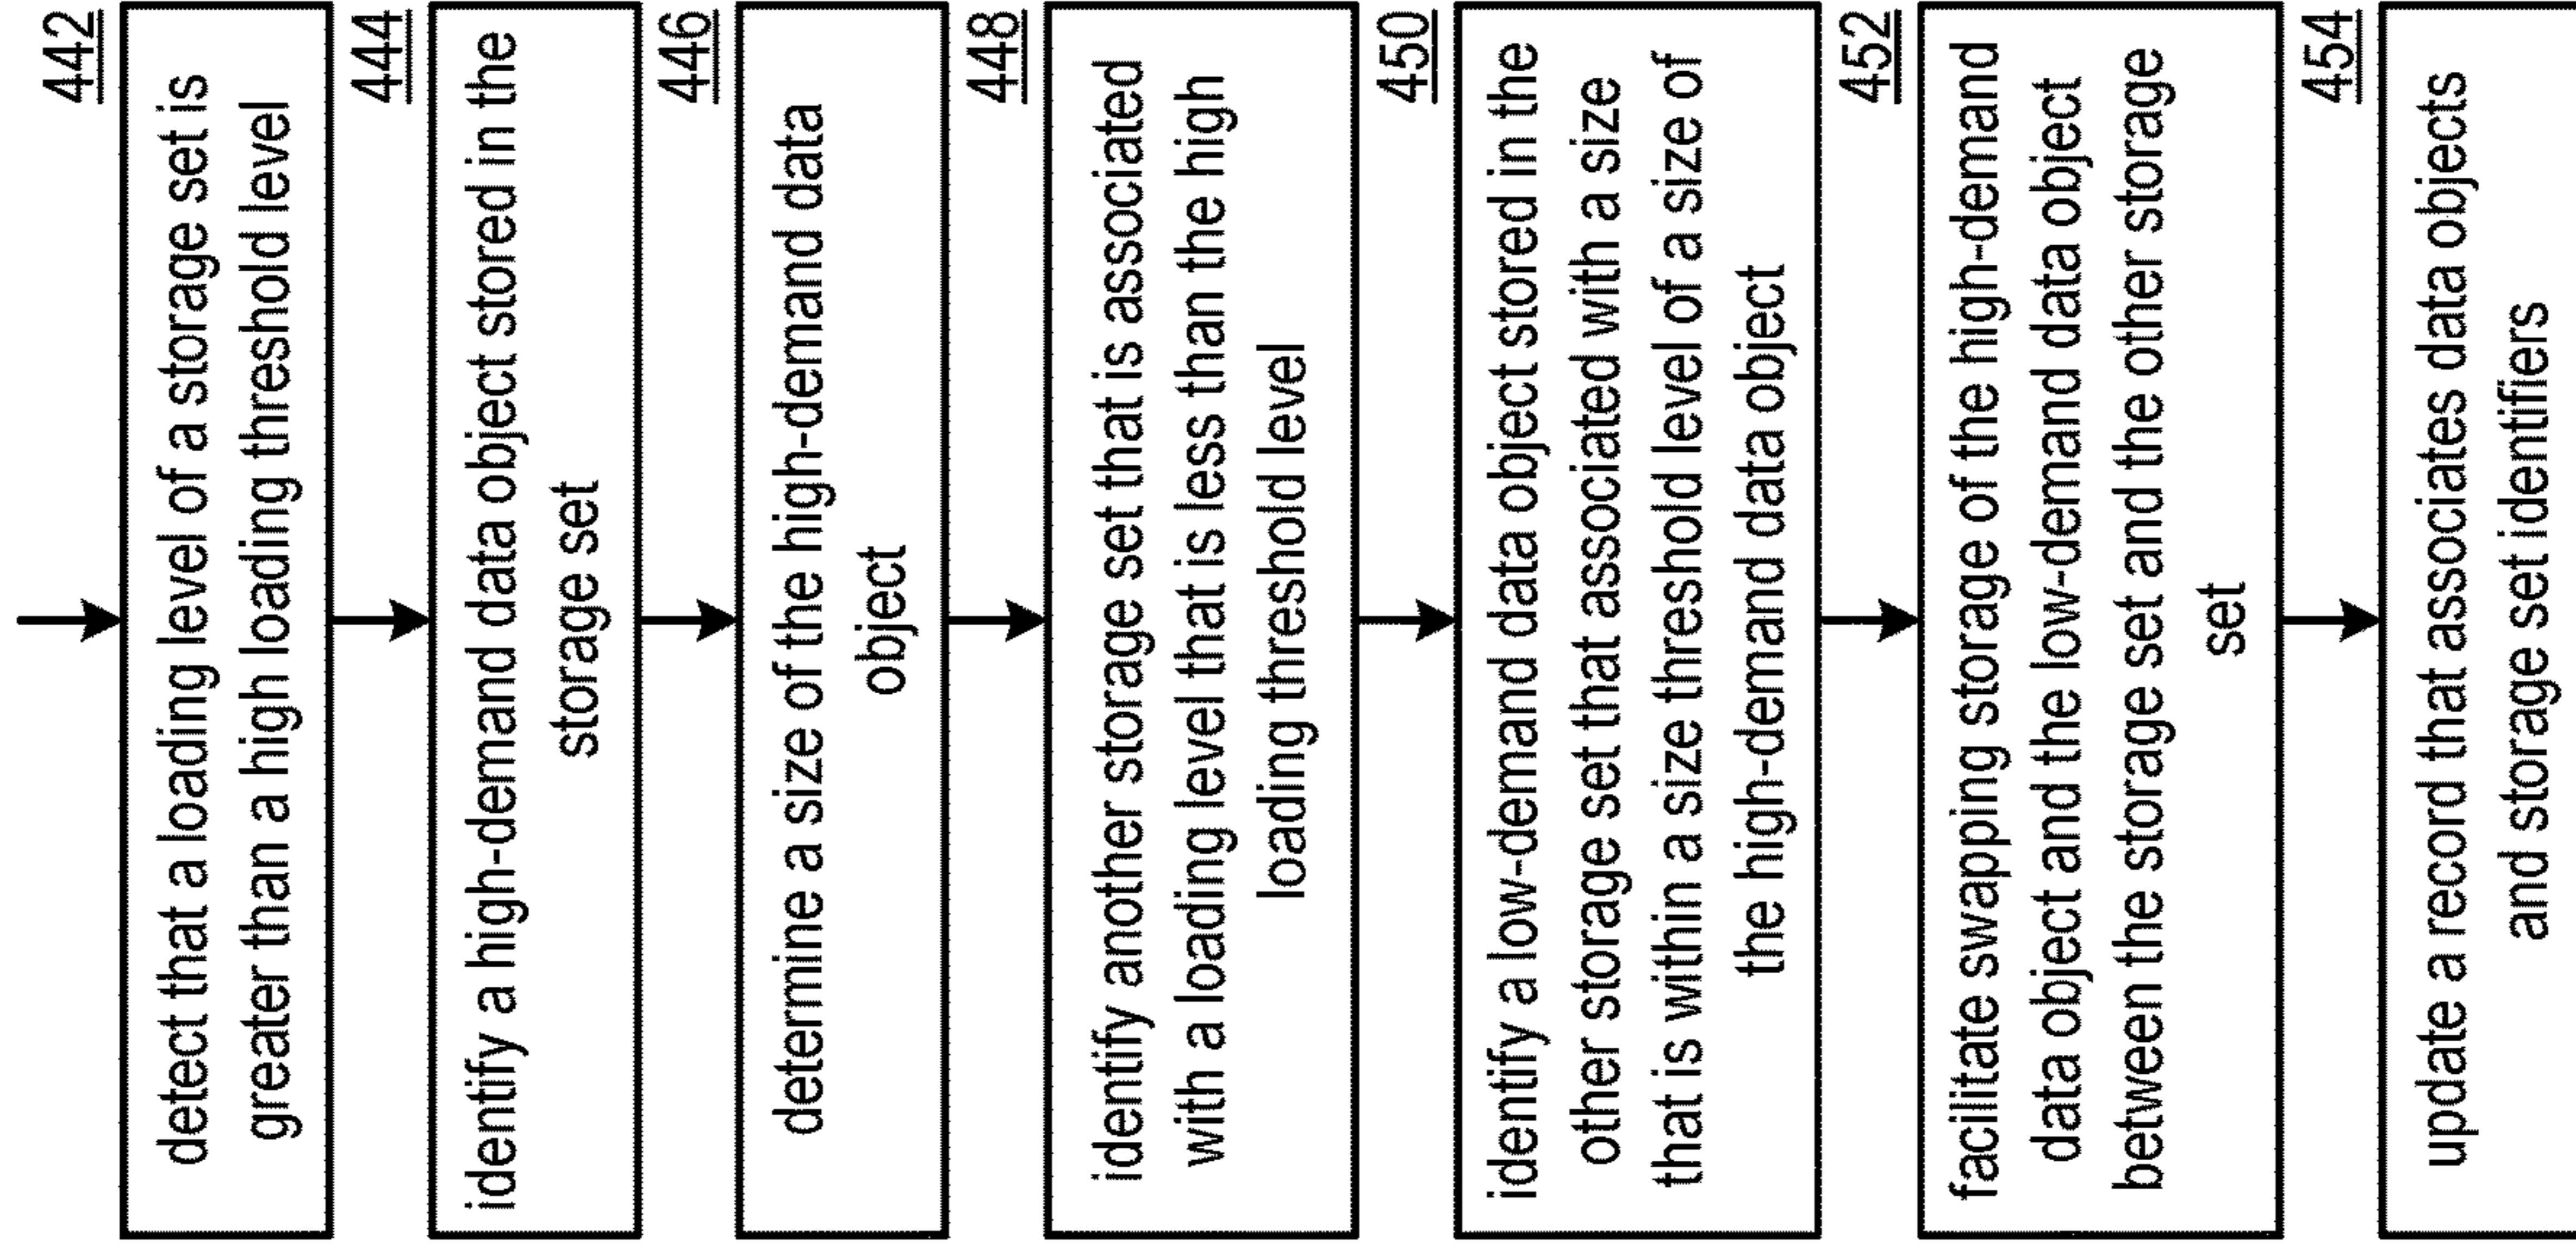 442
detect that a loading level of a storage set is
greater than a high loading threshold level
444
identify a high-demand data object stored in the
storage set
446
determine a size of the high-demand data
object
448
identify another storage set that is associated
with a loading level that is less than the high
loading threshold level
450
identify a low-demand data object stored in the
other storage set that associated with a size
that is within a size threshold level of a size of
the high-demand data object
452
facilitate swapping storage of the high-demand
data object and the low-demand data object
between the storage set and the other storage
set
454
update a record that associates data objects
and storage set identifiers